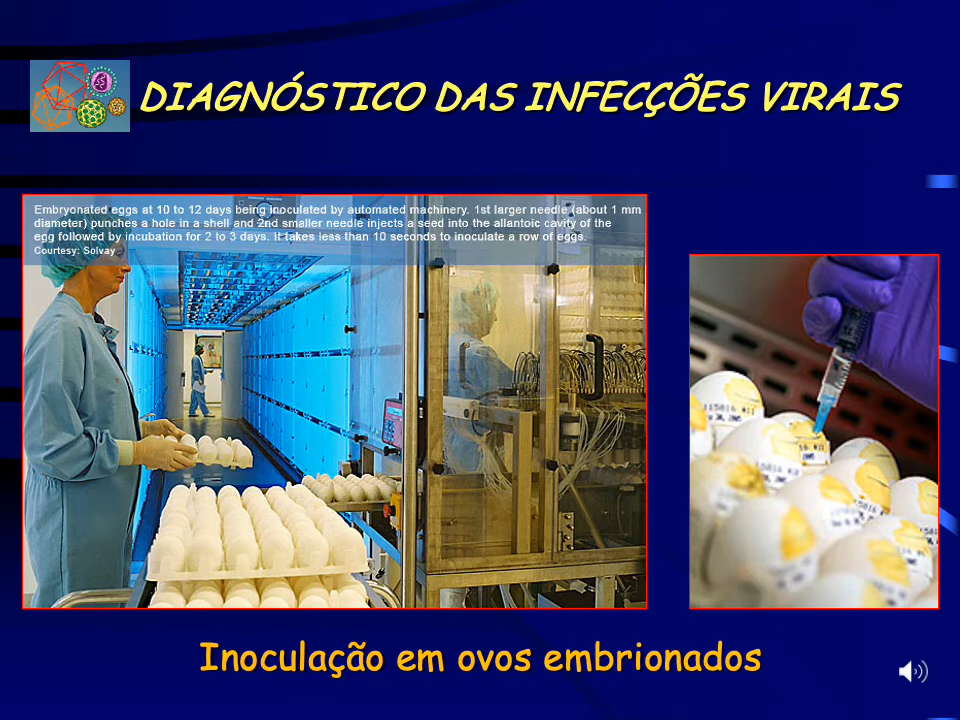 DIAGNÓSTICO DAS INFECÇÕES VIRAIS
Embryonated eggs at 10 to 12 days being inoculated by automated machinery. 1st larger needle (about 1 mm
diameter) punches a hole in a shell and 2nd smaller needle injects a seed into the allantoic cavity of the
egg followed by incubation for 2 to 3 days. It takes less than 10 seconds to inoculate a row of eggs.
Courtesy: Solvay
Inoculação em ovos embrionados